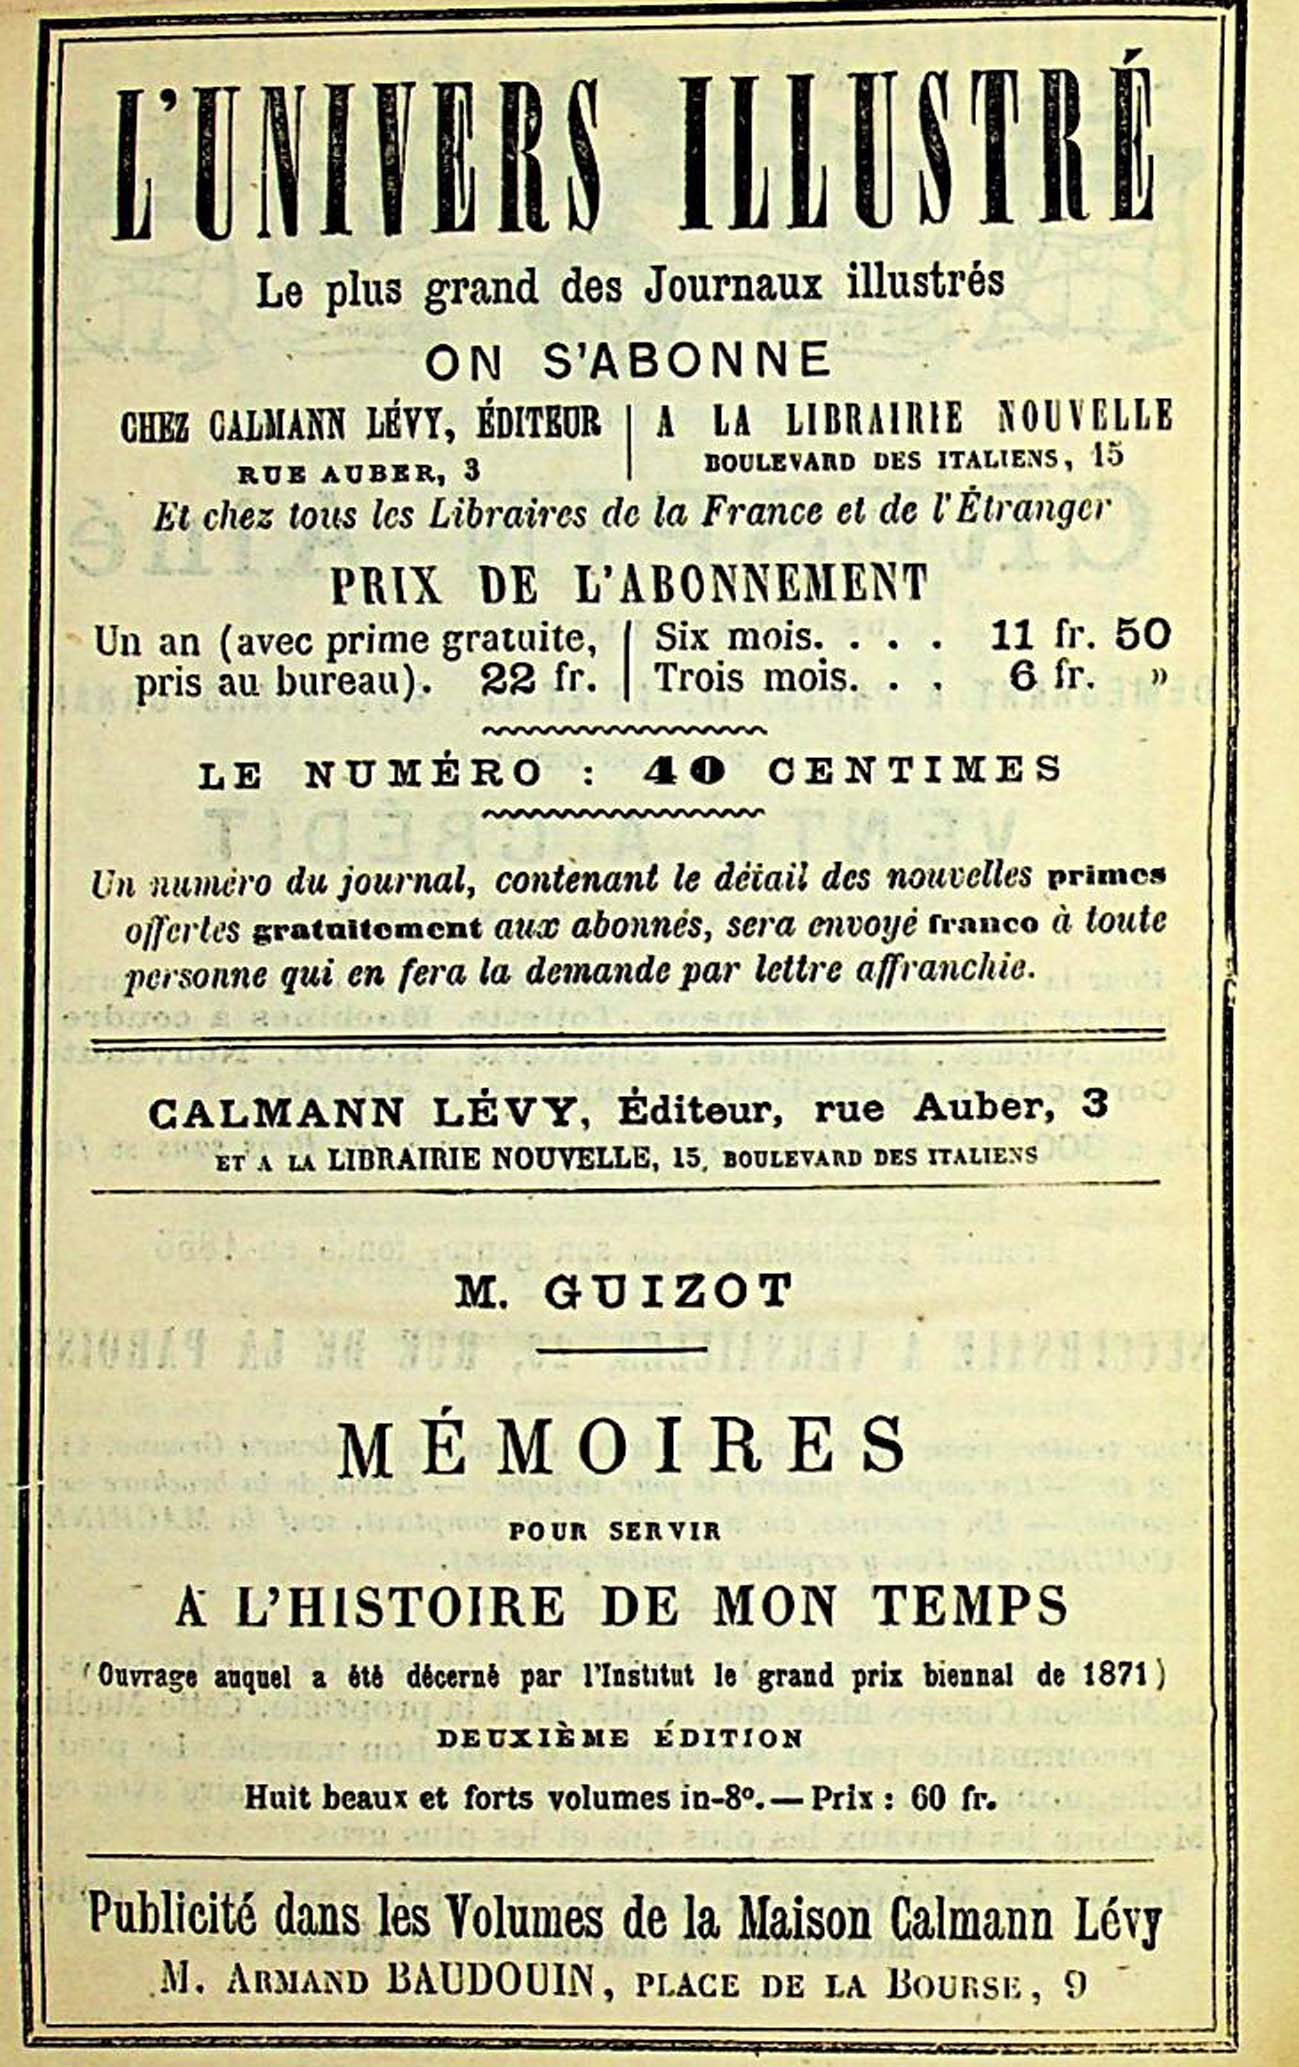 L'UNIVERS ILLUSTRÉ
Le plus grand des Journaux illustrés
ON S'ABONNE
CHEZ CALMANN LÉVY, ÉDITEUR
RUE AUBER, 3
A LA LIBRAIRIE NOUVELLE
BOULEVARD DES ITALIENS, 15
Et chez tous les Libraires de la France et de l'Étranger
PRIX DE L'ABONNEMENT
Un an (avec prime gratuite,
pris au bureau). 22 fr.
Six mois. . . . 11 fr. 50
Trois mois. . . 6 fr. »
LE NUMÉRO : 40 CENTIMES
Un numéro du journal, contenant le détail des nouvelles primes
offertes gratuitement aux abonnés, sera envoyé franco à toute
personne qui en fera la demande par lettre affranchie.
CALMANN LÉVY, Éditeur, rue Auber, 3
ET A LA LIBRAIRIE NOUVELLE, 15, BOULEVARD DES ITALIENS
M. GUIZOT
MÉMOIRES
POUR SERVIR
A L'HISTOIRE DE MON TEMPS
(Ouvrage auquel a été décerné par l'Institut le grand prix biennal de 1871)
DEUXIÈME ÉDITION
Huit beaux et forts volumes in-8º. — Prix : 60 fr.
Publicité dans les Volumes de la Maison Calmann Lévy
M. ARMAND BAUDOUIN, PLACE DE LA BOURSE, 9